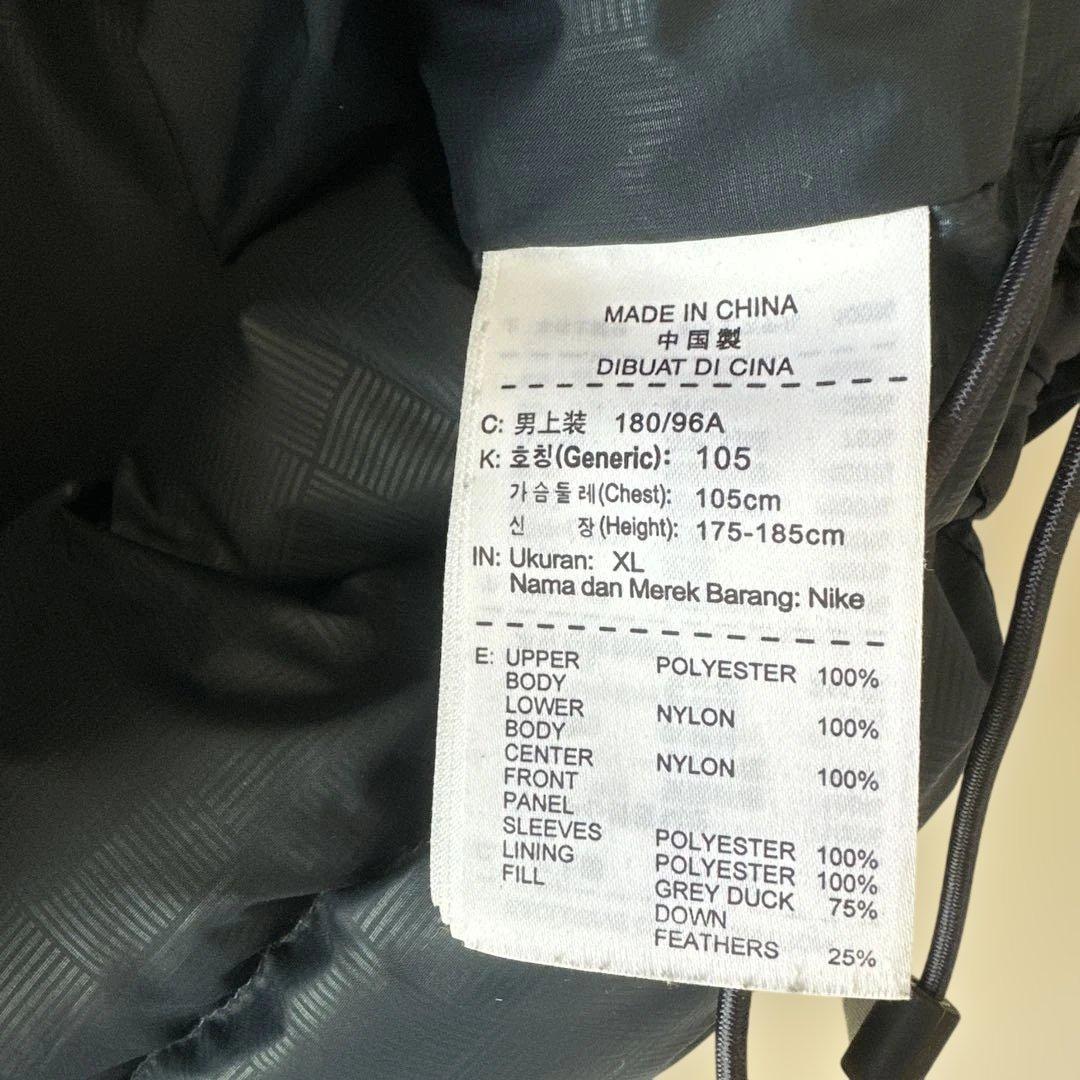 MADE IN CHINA
中国製
DIBUAT DI CINA
C: 男上装 180/96A
K: 호칭(Generic): 105
가슴둘레(Chest): 105cm
신 장(Height): 175-185cm
IN: Ukuran: XL
Nama dan Merek Barang: Nike
E: UPPER POLYESTER 100%
BODY
LOWER NYLON 100%
BODY
CENTER NYLON 100%
FRONT
PANEL
SLEEVES POLYESTER 100%
LINING POLYESTER 100%
FILL GREY DUCK 75%
DOWN
FEATHERS 25%